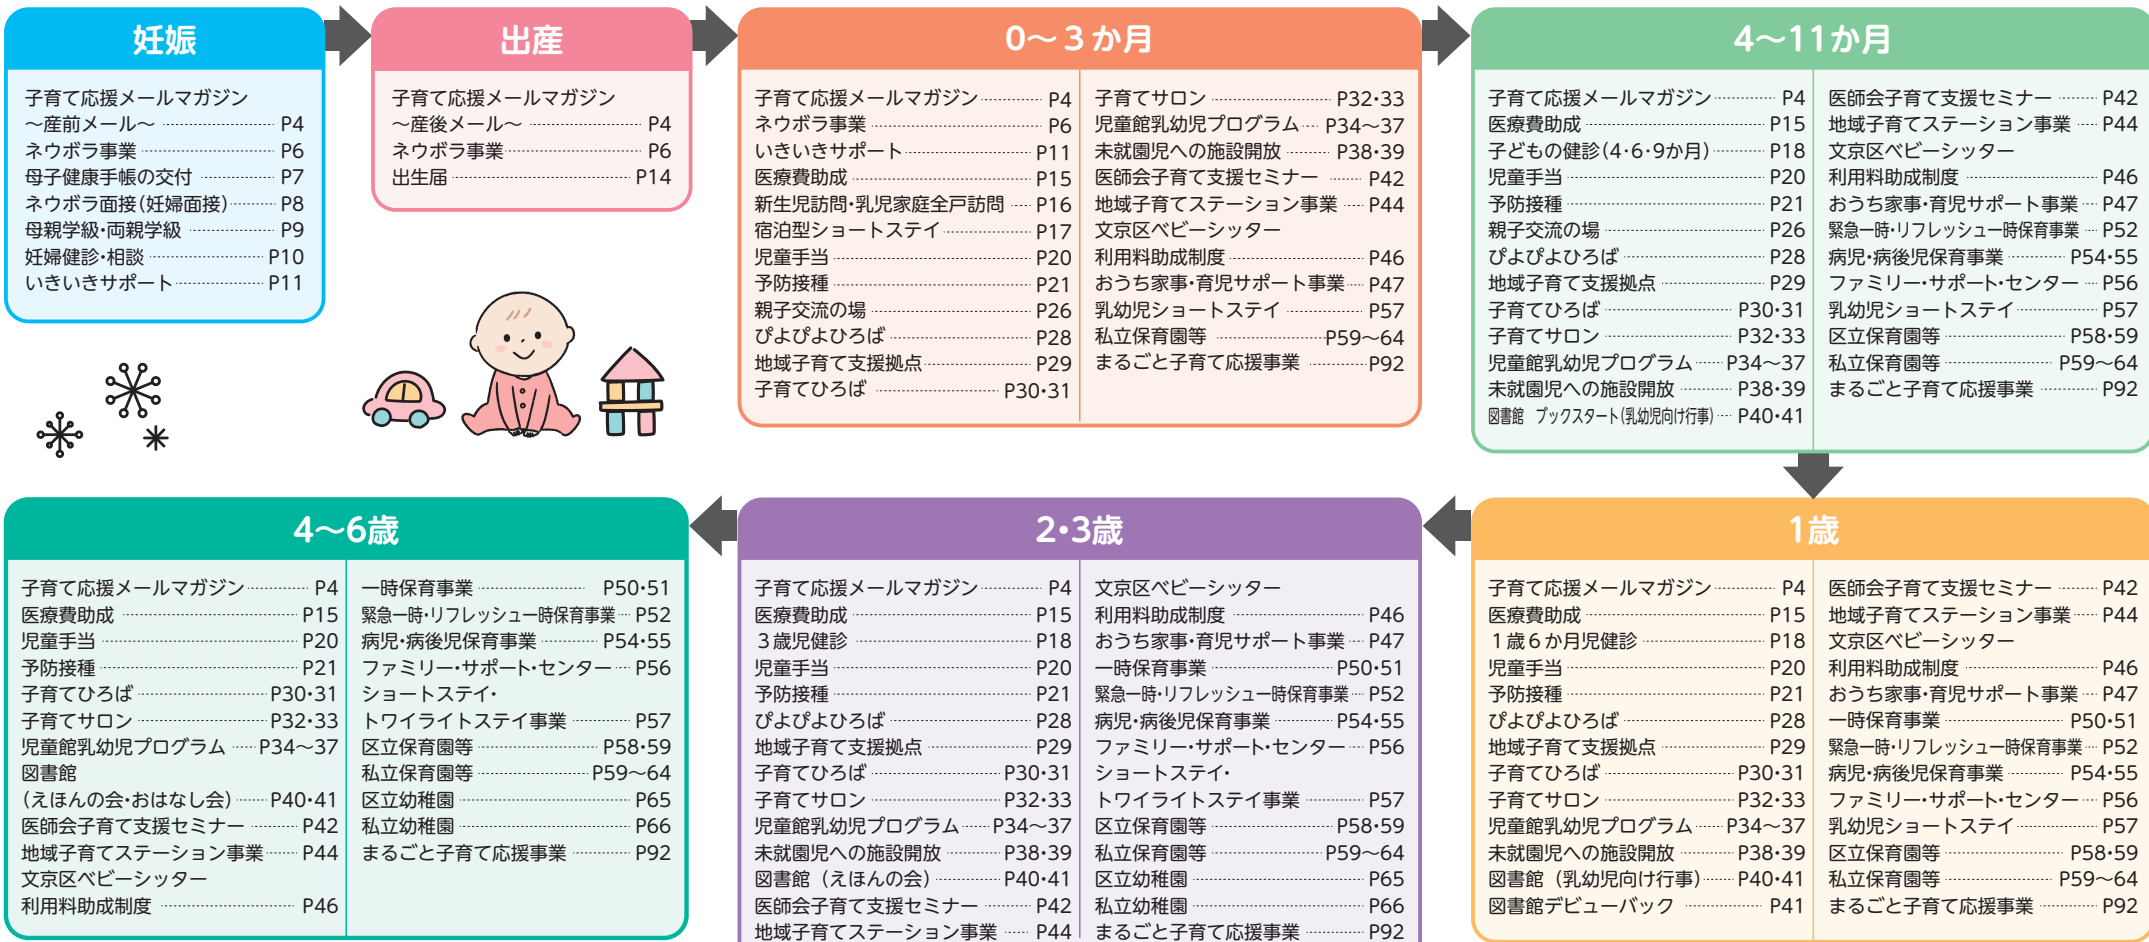 妊娠
子育て応援メールマガジン
～産前メール～ P4
ネウボラ事業 P6
母子健康手帳の交付 P7
ネウボラ面接(妊婦面接) P8
母親学級・両親学級 P9
妊婦健診・相談 P10
いきいきサポート P11
出産
子育て応援メールマガジン
～産後メール～ P4
ネウボラ事業 P6
出生届 P14
0～3か月
子育て応援メールマガジン P4
ネウボラ事業 P6
いきいきサポート P11
医療費助成 P15
新生児訪問・乳児家庭全戸訪問 P16
宿泊型ショートステイ P17
児童手当 P20
予防接種 P21
親子交流の場 P26
ぴよぴよひろば P28
地域子育て支援拠点 P29
子育てひろば P30・31
子育てサロン P32・33
児童館乳幼児プログラム P34～37
未就園児への施設開放 P38・39
医師会子育て支援セミナー P42
地域子育てステーション事業 P44
文京区ベビーシッター
利用料助成制度 P46
おうち家事・育児サポート事業 P47
乳幼児ショートステイ P57
私立保育園等 P59～64
まるごと子育て応援事業 P92
4～11か月
子育て応援メールマガジン P4
医療費助成 P15
子どもの健診(4・6・9か月) P18
児童手当 P20
予防接種 P21
親子交流の場 P26
ぴよぴよひろば P28
地域子育て支援拠点 P29
子育てひろば P30・31
子育てサロン P32・33
児童館乳幼児プログラム P34～37
未就園児への施設開放 P38・39
図書館　ブックスタート(乳幼児向け行事) P40・41
医師会子育て支援セミナー P42
地域子育てステーション事業 P44
文京区ベビーシッター
利用料助成制度 P46
おうち家事・育児サポート事業 P47
緊急一時・リフレッシュ一時保育事業 P52
病児・病後児保育事業 P54・55
ファミリー・サポート・センター P56
乳幼児ショートステイ P57
区立保育園等 P58・59
私立保育園等 P59～64
まるごと子育て応援事業 P92
1歳
子育て応援メールマガジン P4
医療費助成 P15
1歳6か月児健診 P18
児童手当 P20
予防接種 P21
ぴよぴよひろば P28
地域子育て支援拠点 P29
子育てひろば P30・31
子育てサロン P32・33
児童館乳幼児プログラム P34～37
未就園児への施設開放 P38・39
図書館（乳幼児向け行事） P40・41
図書館デビューバック P41
医師会子育て支援セミナー P42
地域子育てステーション事業 P44
文京区ベビーシッター
利用料助成制度 P46
おうち家事・育児サポート事業 P47
一時保育事業 P50・51
緊急一時・リフレッシュ一時保育事業 P52
病児・病後児保育事業 P54・55
ファミリー・サポート・センター P56
乳幼児ショートステイ P57
区立保育園等 P58・59
私立保育園等 P59～64
まるごと子育て応援事業 P92
2・3歳
子育て応援メールマガジン P4
医療費助成 P15
3歳児健診 P18
児童手当 P20
予防接種 P21
ぴよぴよひろば P28
地域子育て支援拠点 P29
子育てひろば P30・31
子育てサロン P32・33
児童館乳幼児プログラム P34～37
未就園児への施設開放 P38・39
図書館（えほんの会） P40・41
医師会子育て支援セミナー P42
地域子育てステーション事業 P44
文京区ベビーシッター
利用料助成制度 P46
おうち家事・育児サポート事業 P47
一時保育事業 P50・51
緊急一時・リフレッシュ一時保育事業 P52
病児・病後児保育事業 P54・55
ファミリー・サポート・センター P56
ショートステイ・
トワイライトステイ事業 P57
区立保育園等 P58・59
私立保育園等 P59～64
区立幼稚園 P65
私立幼稚園 P66
まるごと子育て応援事業 P92
4～6歳
子育て応援メールマガジン P4
医療費助成 P15
児童手当 P20
予防接種 P21
子育てひろば P30・31
子育てサロン P32・33
児童館乳幼児プログラム P34～37
図書館
(えほんの会・おはなし会) P40・41
医師会子育て支援セミナー P42
地域子育てステーション事業 P44
文京区ベビーシッター
利用料助成制度 P46
一時保育事業 P50・51
緊急一時・リフレッシュ一時保育事業 P52
病児・病後児保育事業 P54・55
ファミリー・サポート・センター P56
ショートステイ・
トワイライトステイ事業 P57
区立保育園等 P58・59
私立保育園等 P59～64
区立幼稚園 P65
私立幼稚園 P66
まるごと子育て応援事業 P92